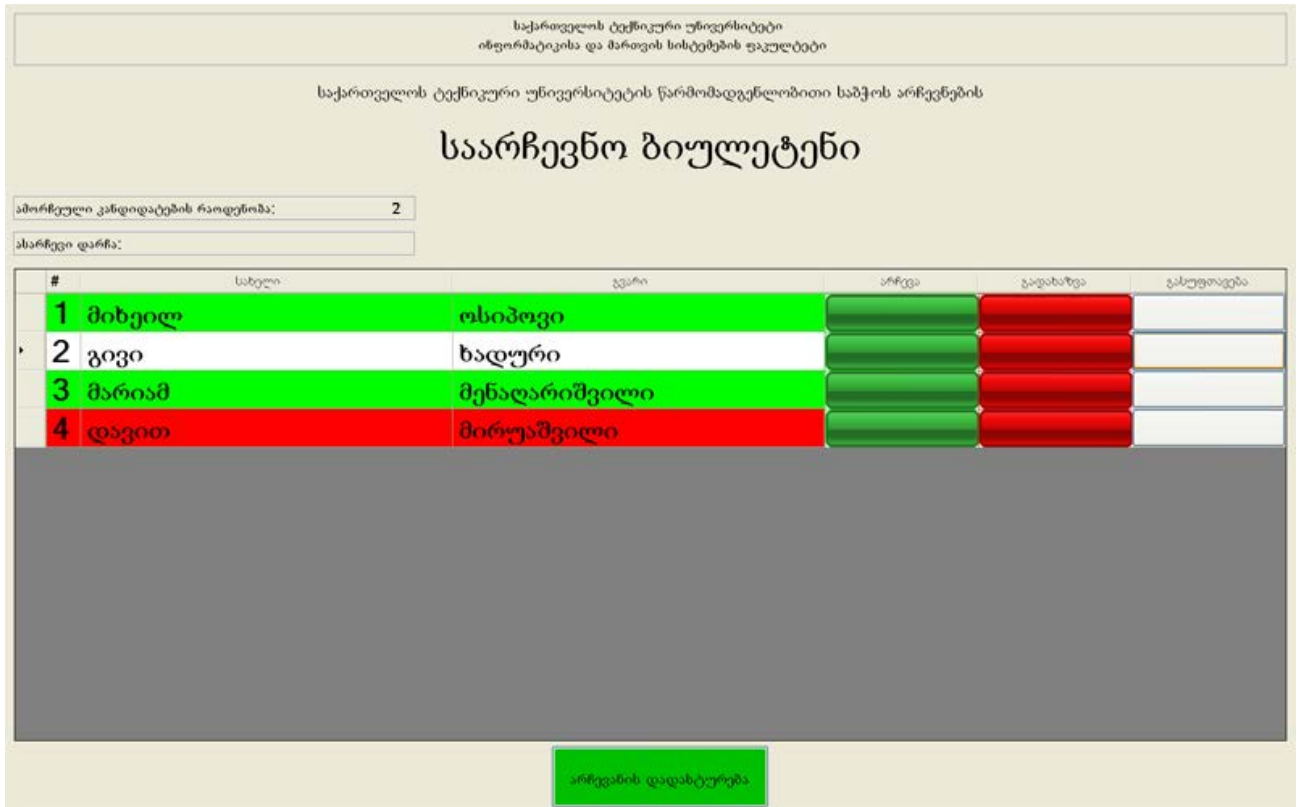 საქართველოს ტექნიკური უნივერსიტეტი
ინფორმატიკისა და მართვის სისტემების ფაკულტეტი
საქართველოს ტექნიკური უნივერსიტეტის წარმომადგენლობითი საბჭოს არჩევნების
საარჩევნო ბიულეტენი
ამორჩეული კანდიდატების რაოდენობა: 2
ასარჩევი დარჩა:
# სახელი გვარი არჩევა გადახაზვა გასუფთავება
1 მიხეილ ოსიპოვი
2 გივი ხადური
3 მარიამ მენაღარიშვილი
4 დავით მირუაშვილი
არჩევანის დადასტურება